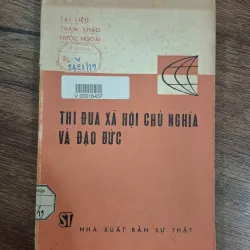 TÀI LIỆU
THAM KHẢO
NƯỚC NGOÀI
V
V 00016457
THI ĐUA XÃ HỘI CHỦ NGHĨA
VÀ ĐẠO ĐỨC
ST
NHÀ XUẤT BẢN SỰ THẬT